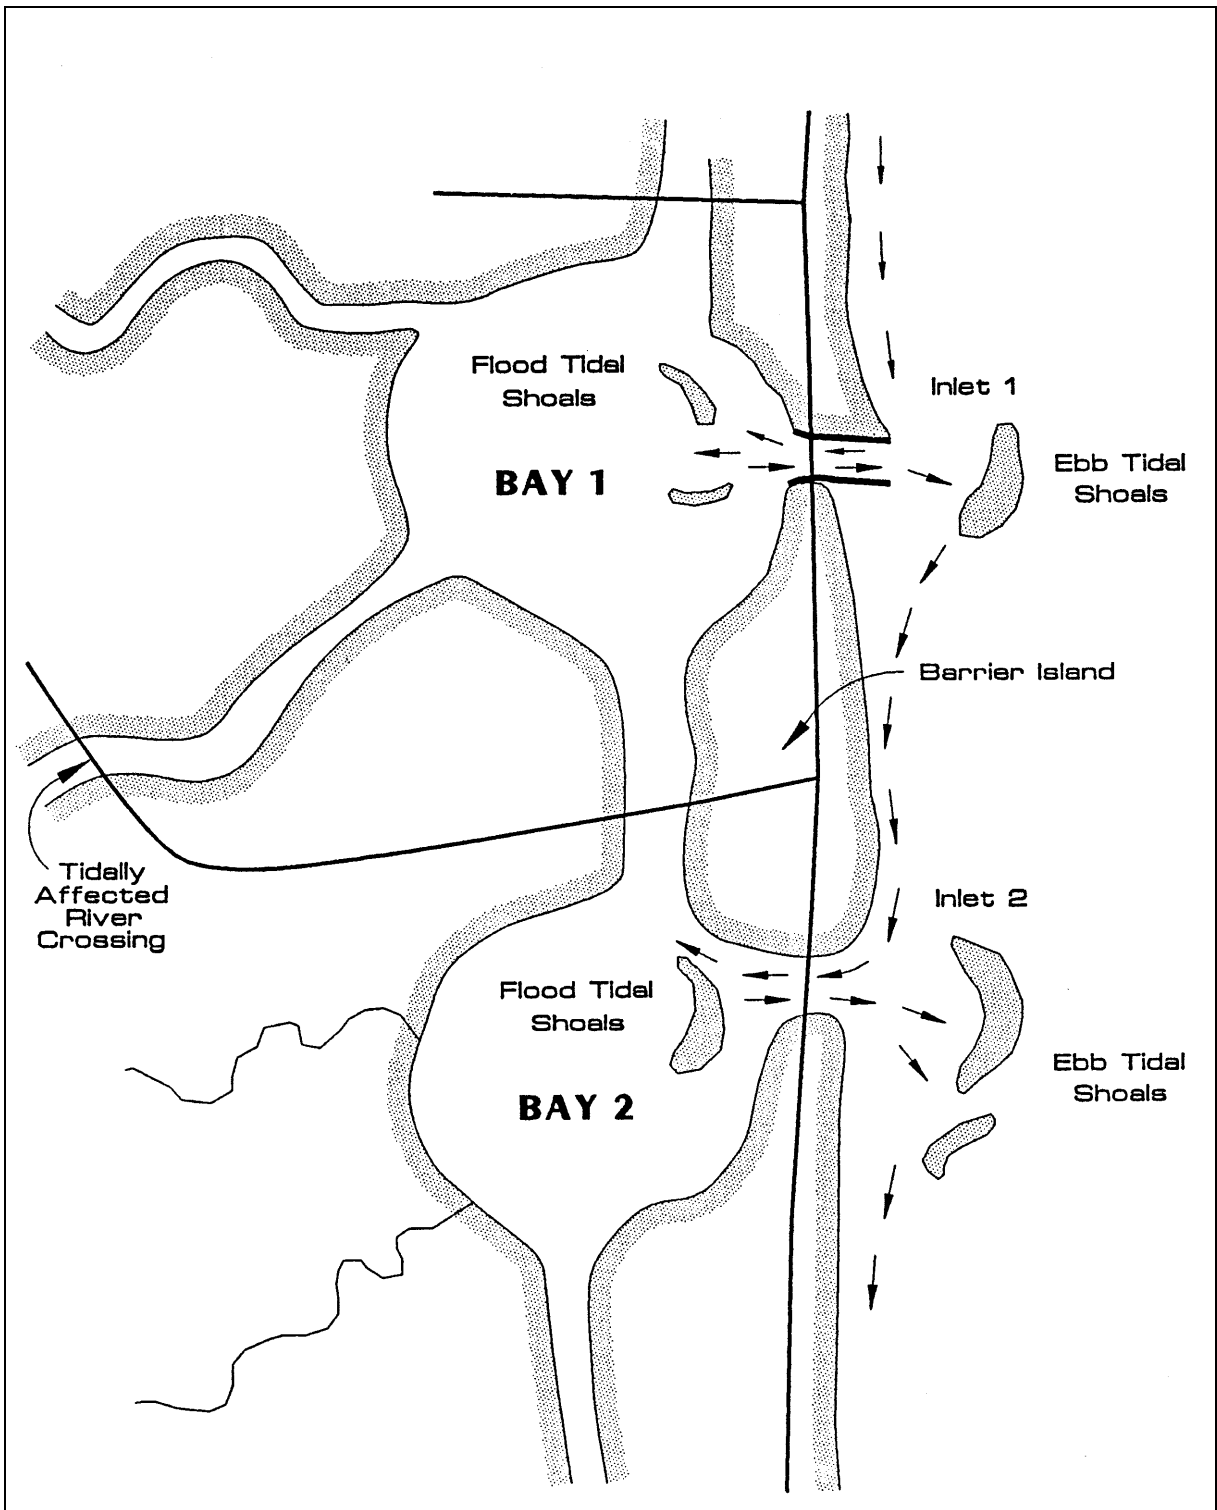 Flood Tidal
Shoals
Inlet 1
Ebb Tidal
Shoals
BAY 1
Barrier Island
Tidally
Affected
River
Crossing
Inlet 2
Flood Tidal
Shoals
Ebb Tidal
Shoals
BAY 2